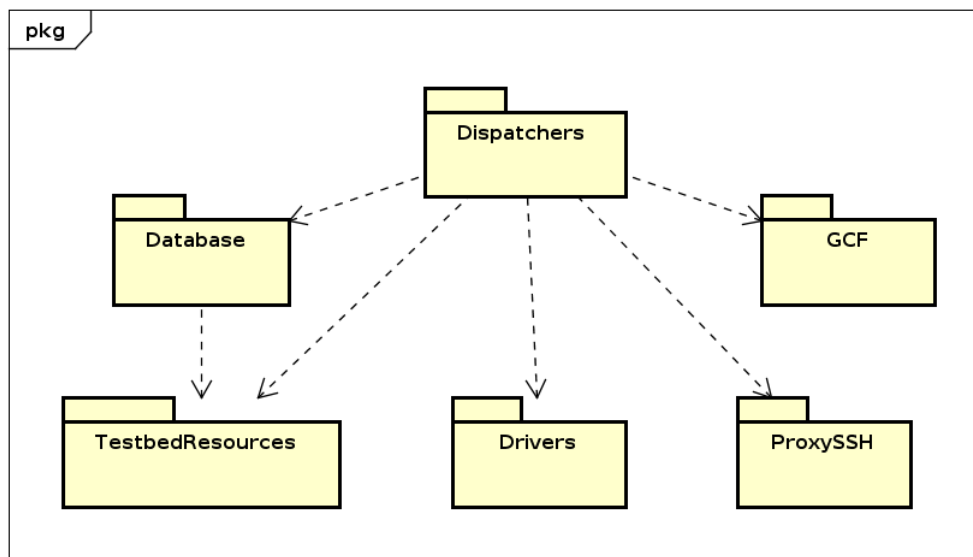 pkg
Dispatchers
Database
GCF
TestbedResources
Drivers
ProxySSH